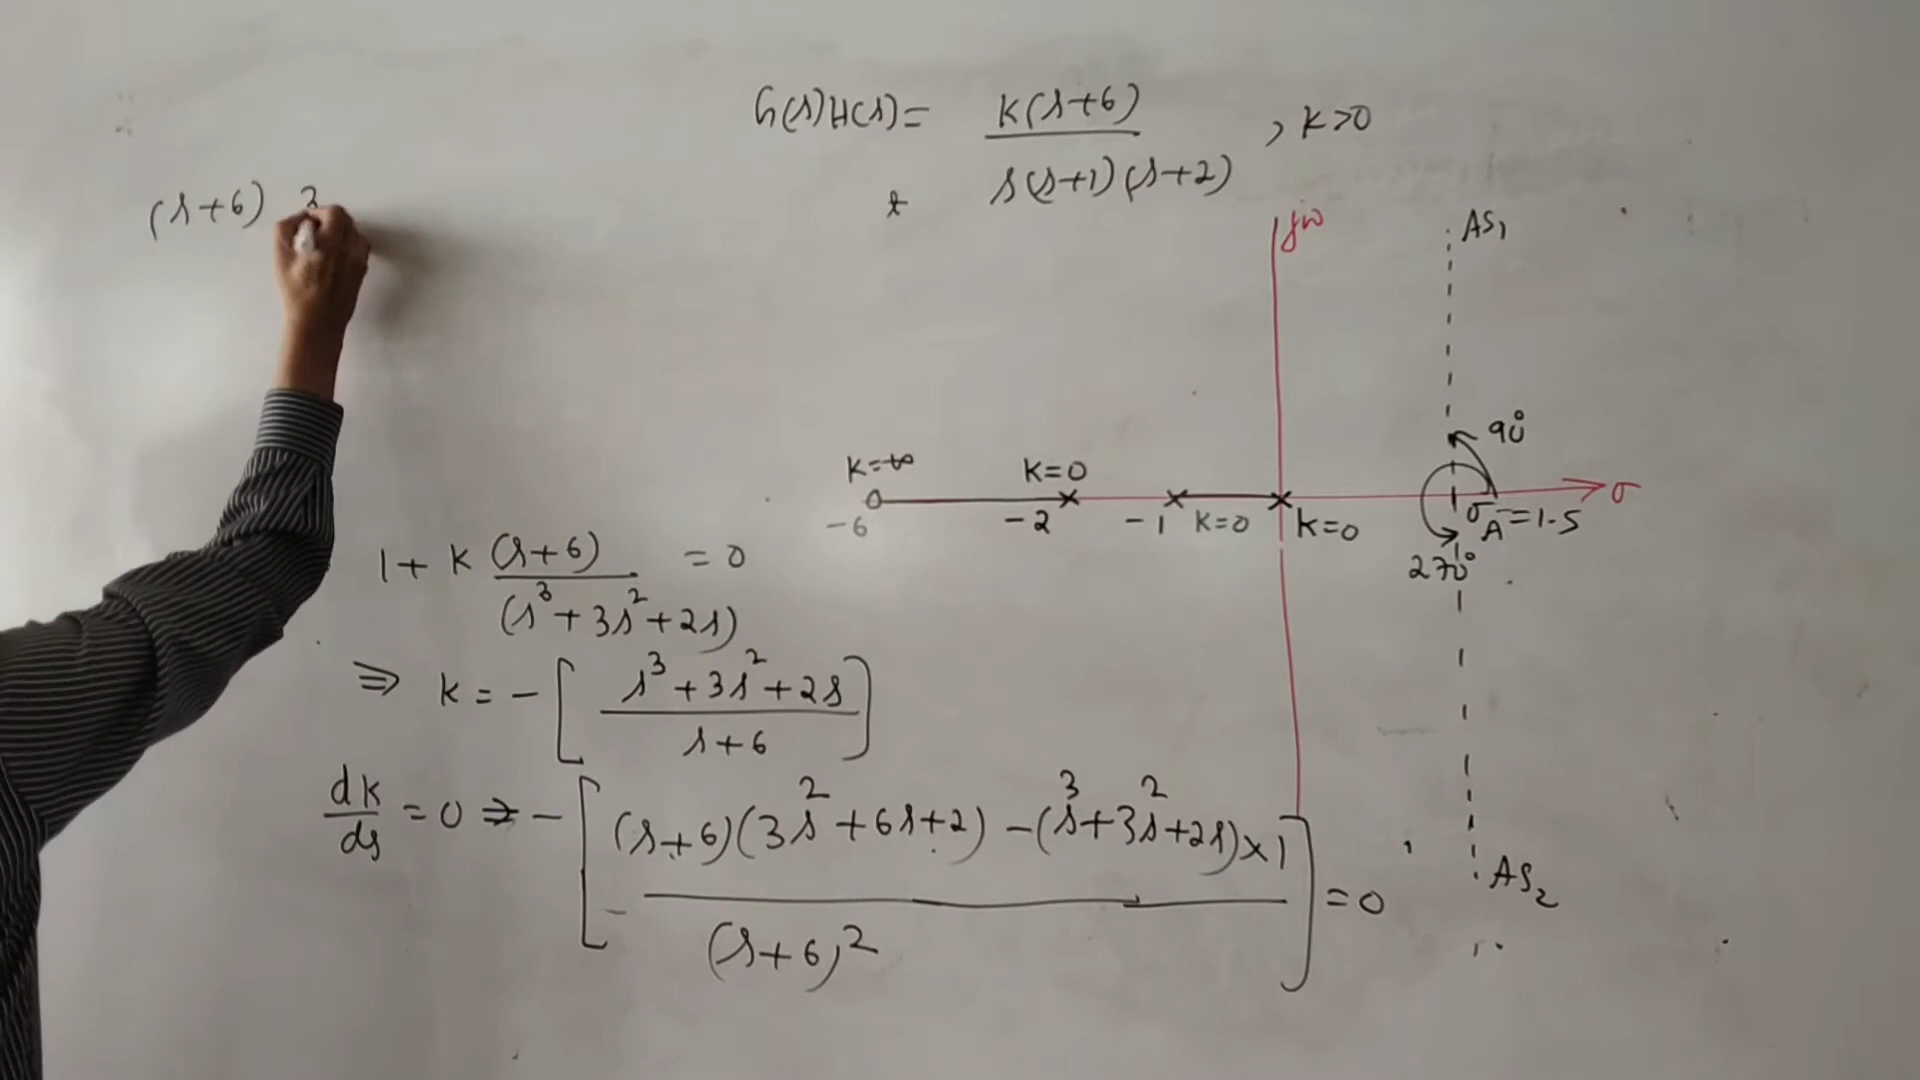 G(s)H(s) = K(s+6) / s(s+1)(s+2) , K>0
(s+6) 3
jω
AS₁
90°
K=∞ K=0
-6 -2 -1 K=0 K=0 σ_A=1.5 σ
270°
1 + K (s+6) / (s³+3s²+2s) = 0
⇒ K = - [ s³+3s²+2s / s+6 ]
dK/ds = 0 ⇒ - [ (s+6)(3s²+6s+2) - (s³+3s²+2s)×1 / (s+6)² ] = 0
AS₂